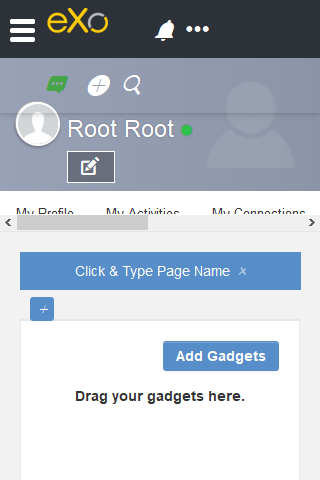 eXo
Root Root
My Profile My Activities My Connections
Click & Type Page Name x
Add Gadgets
Drag your gadgets here.